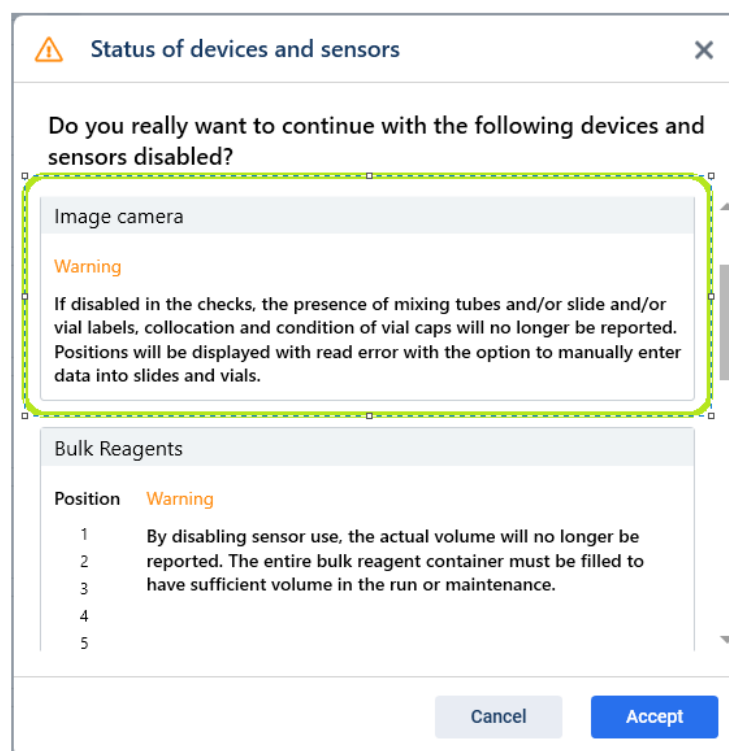 Status of devices and sensors
Do you really want to continue with the following devices and
sensors disabled?
Image camera
Warning
If disabled in the checks, the presence of mixing tubes and/or slide and/or
vial labels, collocation and condition of vial caps will no longer be reported.
Positions will be displayed with read error with the option to manually enter
data into slides and vials.
Bulk Reagents
Position Warning
1 By disabling sensor use, the actual volume will no longer be
2 reported. The entire bulk reagent container must be filled to
3 have sufficient volume in the run or maintenance.
4
5
Cancel Accept